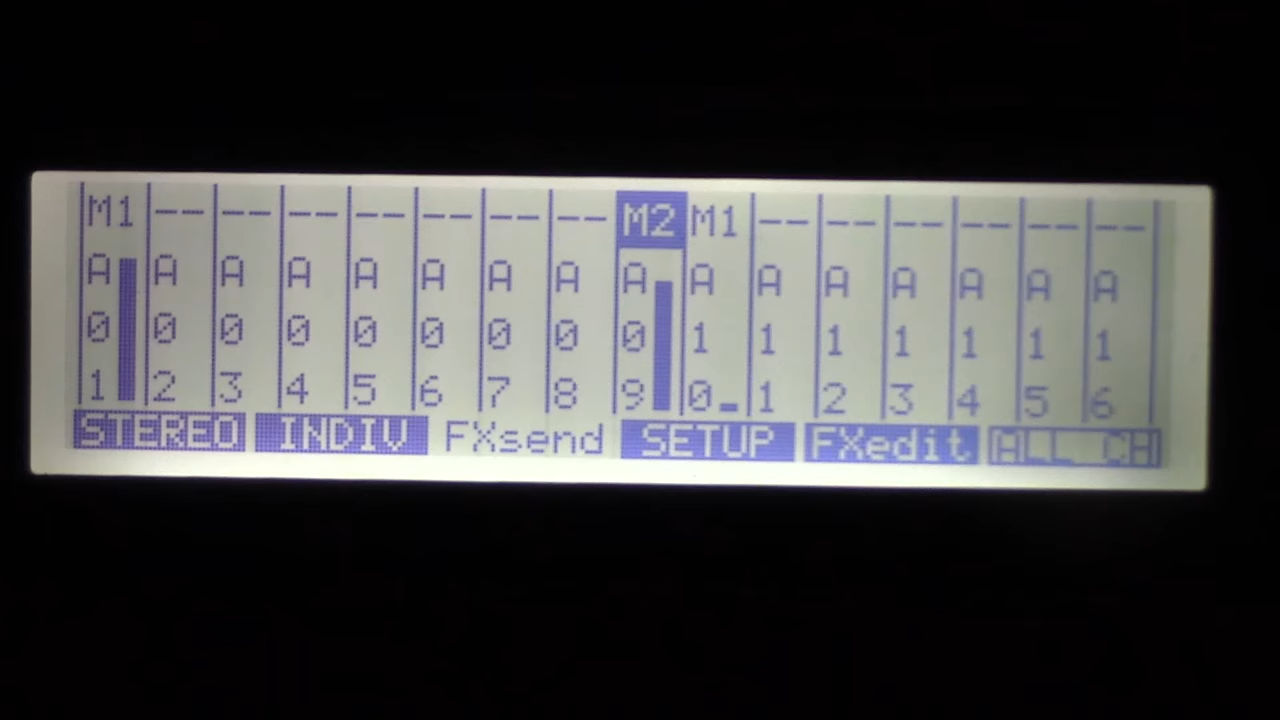 M1 -- -- -- -- -- -- -- M2 M1 -- -- -- -- -- --
A A A A A A A A A A A A A A A A
0 0 0 0 0 0 0 0 0 1 1 1 1 1 1 1
1 2 3 4 5 6 7 8 9 0 1 2 3 4 5 6
STEREO INDIV FXsend SETUP FXedit ALL CH